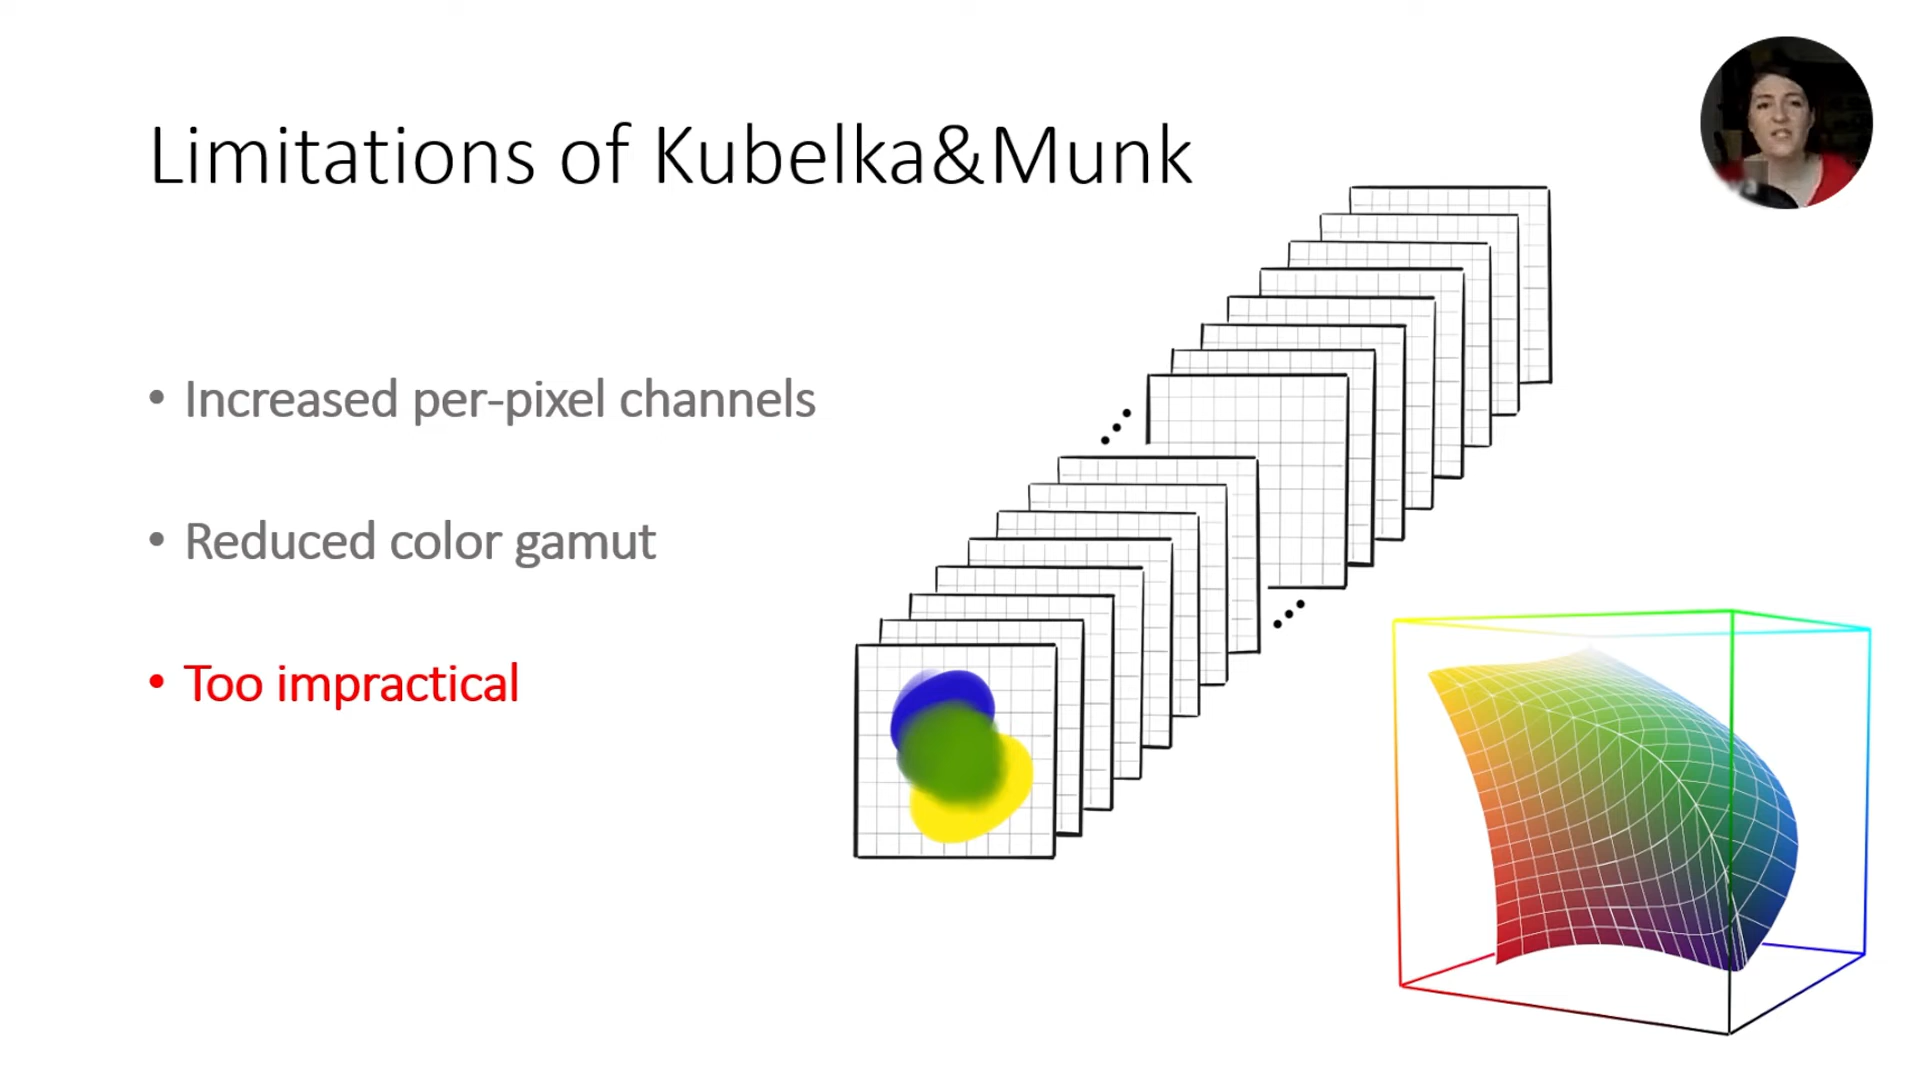 Limitations of Kubelka&Munk
• Increased per-pixel channels
• Reduced color gamut
• Too impractical